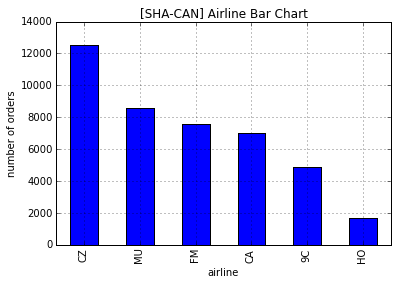 [SHA-CAN] Airline Bar Chart
14000
12000
10000
8000
6000
4000
2000
0
number of orders
CZ
MU
FM
CA
9C
HO
airline